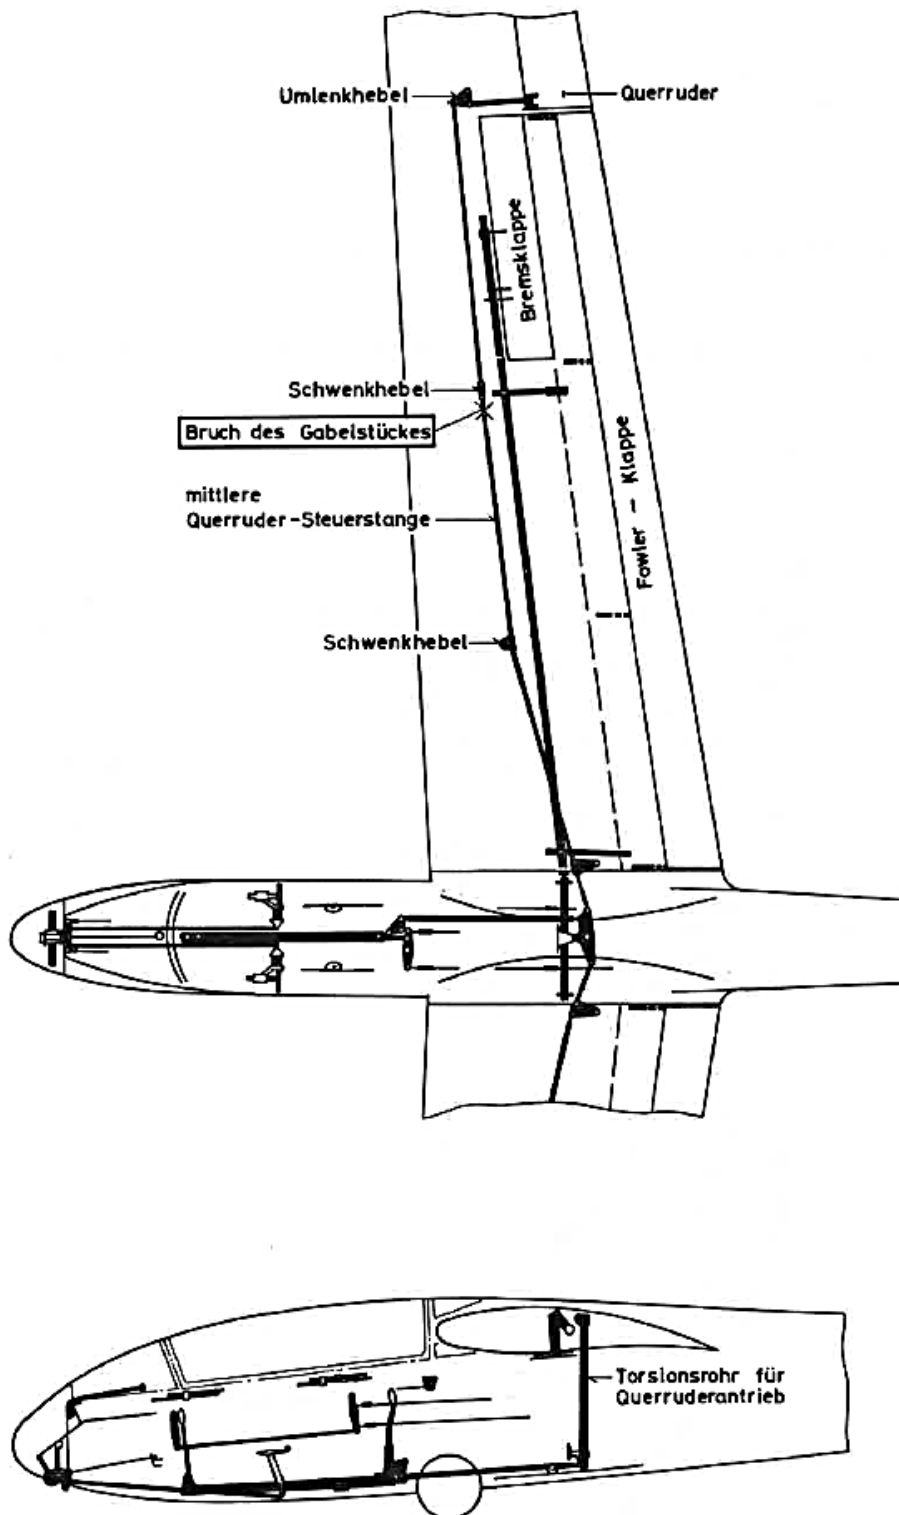 Umlenkhebel
Querruder
Bremsklappe
Schwenkhebel
Bruch des Gabelstückes
mittlere
Querruder-Steuerstange
Fowler - Klappe
Schwenkhebel
Torsionsrohr für
Querruderantrieb